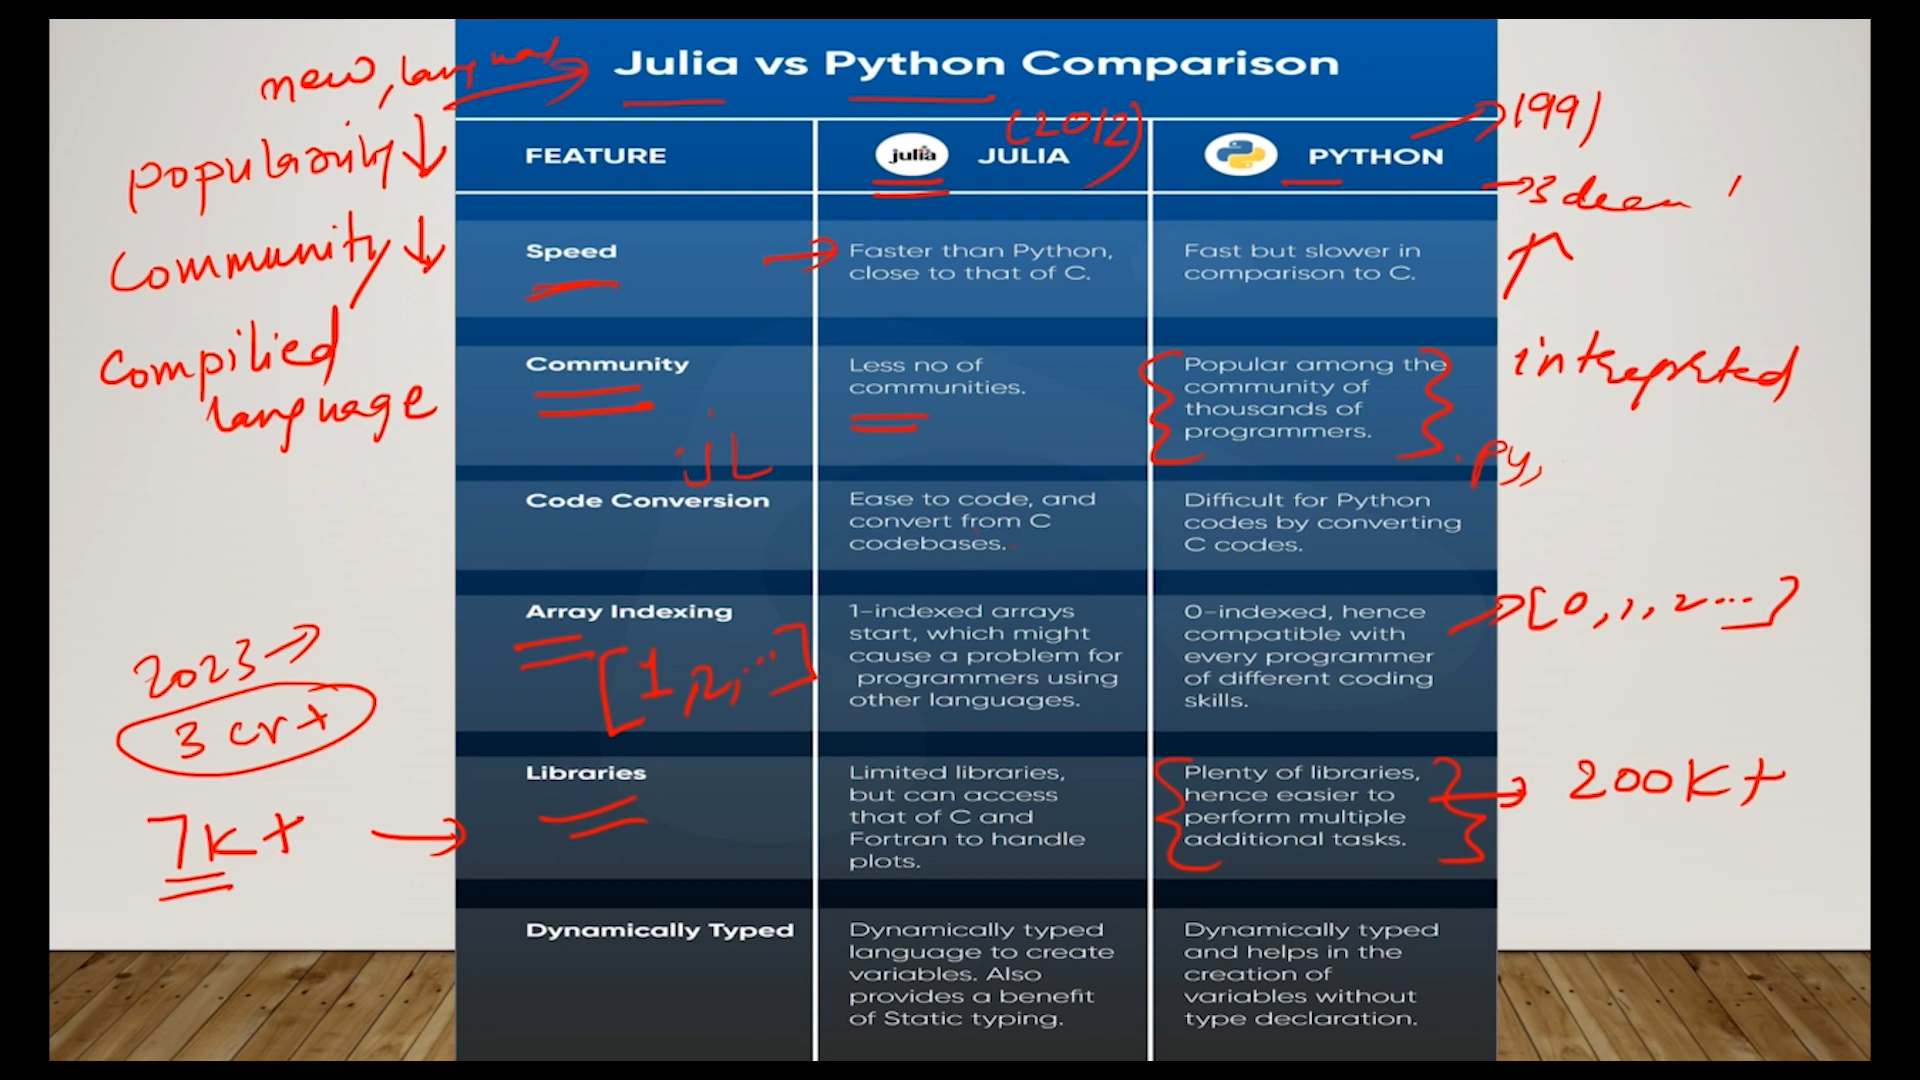 new, language
Julia vs Python Comparison
popularity
(2012)
1991
FEATURE
julia
JULIA
PYTHON
3
Community
Speed
Faster than Python,
close to that of C.
Fast but slower in
comparison to C.
Compilied
language
Community
Less no of
communities.
Popular among the
community of
thousands of
programmers.
intreprted
.jL
.py,
Code Conversion
Ease to code, and
convert from C
codebases.
Difficult for Python
codes by converting
C codes.
Array Indexing
[1,2,...]
1-indexed arrays
start, which might
cause a problem for
programmers using
other languages.
0-indexed, hence
compatible with
every programmer
of different coding
skills.
[0,1,2...]
2023
3 cr+
7K+
Libraries
Limited libraries,
but can access
that of C and
Fortran to handle
plots.
Plenty of libraries,
hence easier to
perform multiple
additional tasks.
200K+
Dynamically Typed
Dynamically typed
language to create
variables. Also
provides a benefit
of Static typing.
Dynamically typed
and helps in the
creation of
variables without
type declaration.